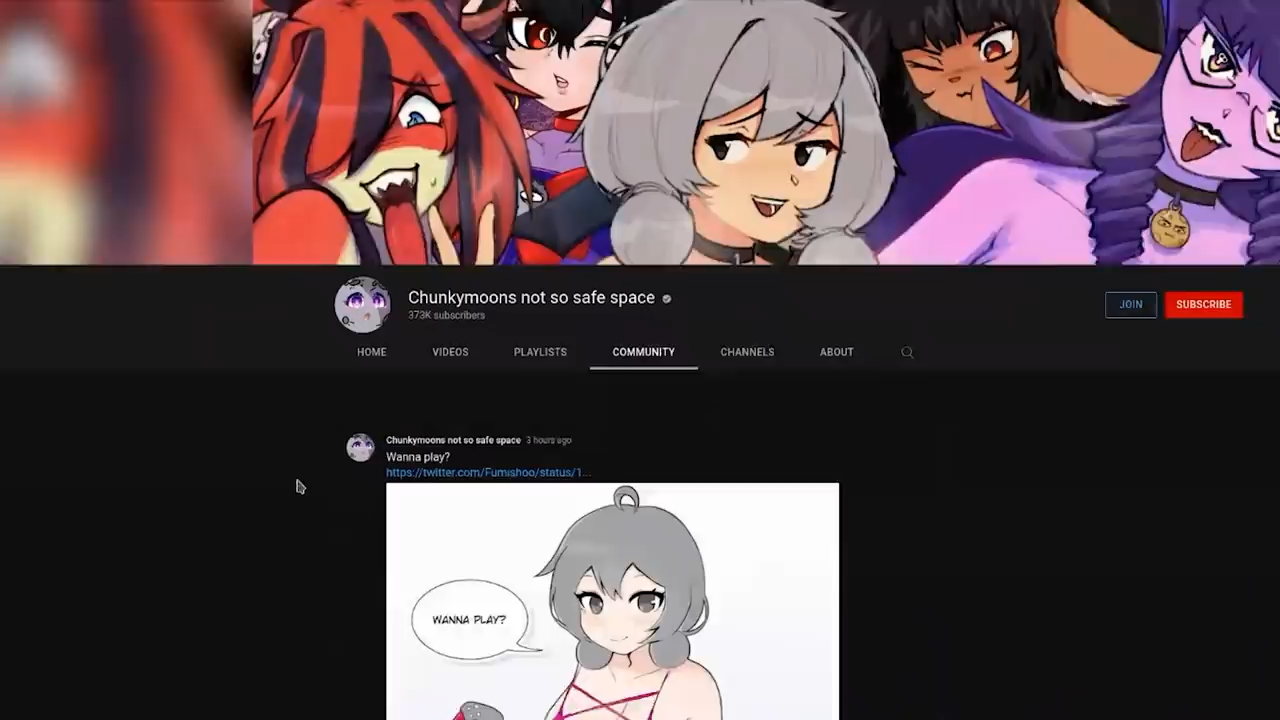 Chunkymoons not so safe space
373K subscribers
JOIN
SUBSCRIBE
HOME
VIDEOS
PLAYLISTS
COMMUNITY
CHANNELS
ABOUT
Chunkymoons not so safe space 3 hours ago
Wanna play?
https://twitter.com/Fumishoo/status/1...
WANNA PLAY?